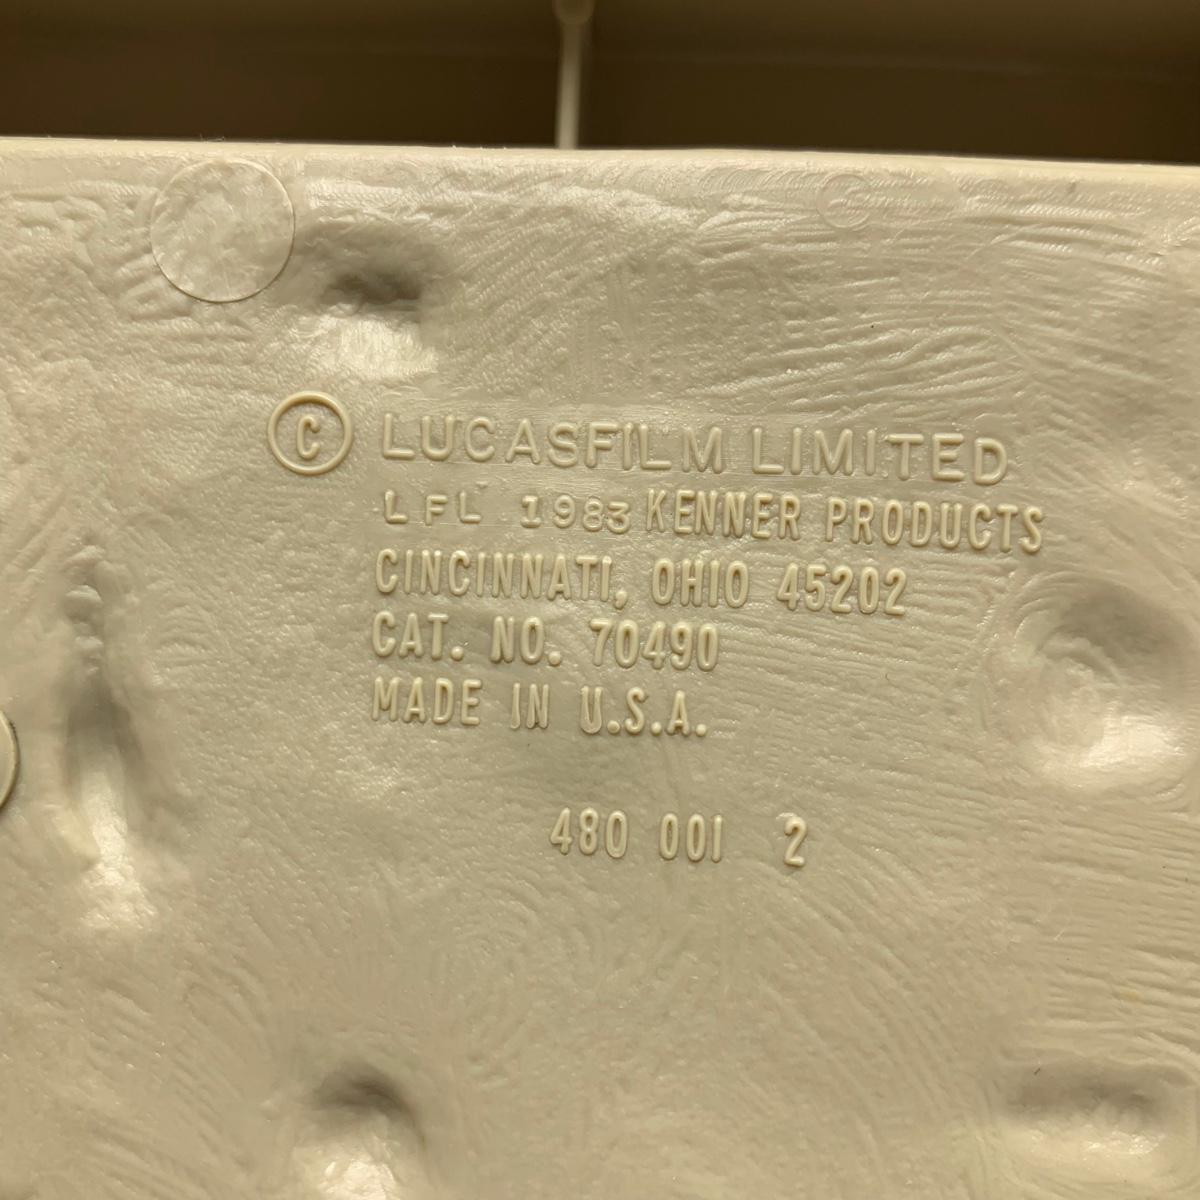 © LUCASFILM LIMITED
LFL 1983 KENNER PRODUCTS
CINCINNATI, OHIO 45202
CAT. NO. 70490
MADE IN U.S.A.
480 001 2